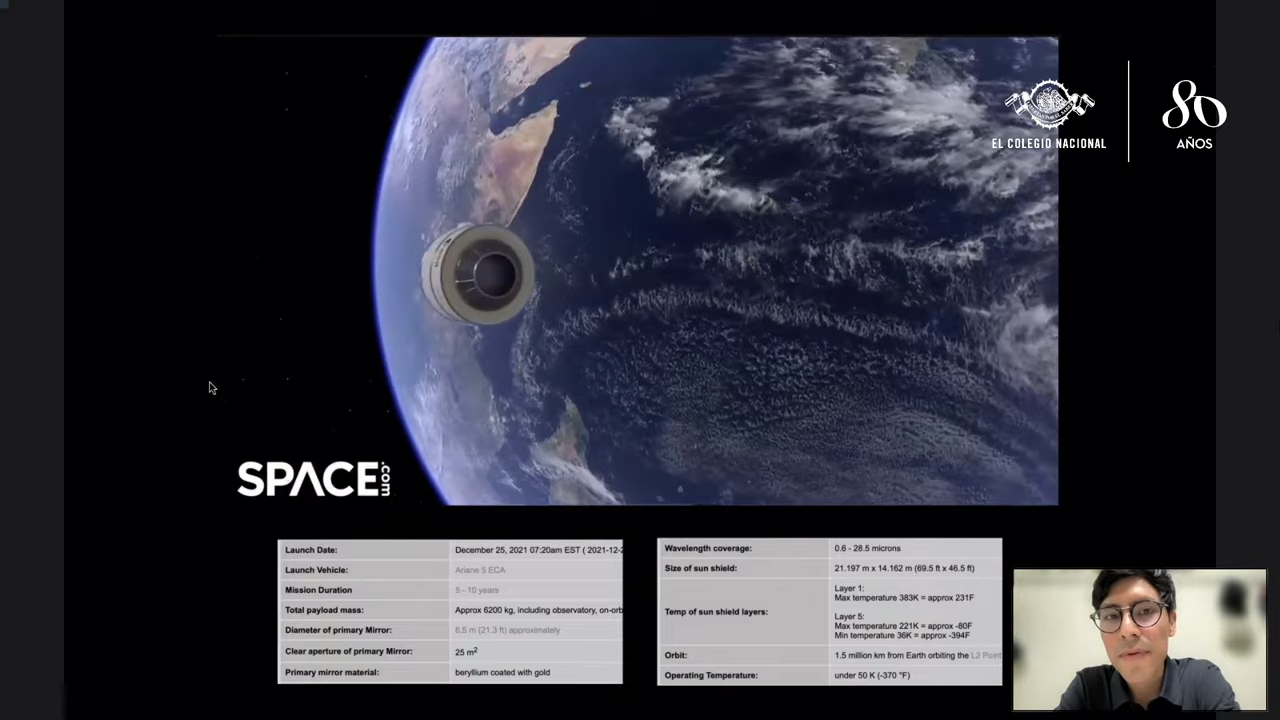 EL COLEGIO NACIONAL
80
AÑOS
SPACE.com
Launch Date: December 25, 2021 07:20am EST ( 2021-12-2
Launch Vehicle: Ariane 5 ECA
Mission Duration 5 - 10 years
Total payload mass: Approx 6200 kg, including observatory, on-orb
Diameter of primary Mirror: 6.5 m (21.3 ft) approximately
Clear aperture of primary Mirror: 25 m²
Primary mirror material: beryllium coated with gold
Wavelength coverage: 0.6 - 28.5 microns
Size of sun shield: 21.197 m x 14.162 m (69.5 ft x 46.5 ft)
Temp of sun shield layers:
Layer 1:
Max temperature 383K = approx 231F
Layer 5:
Max temperature 221K = approx -80F
Min temperature 36K = approx -394F
Orbit: 1.5 million km from Earth orbiting the L2 Point
Operating Temperature: under 50 K (-370 °F)